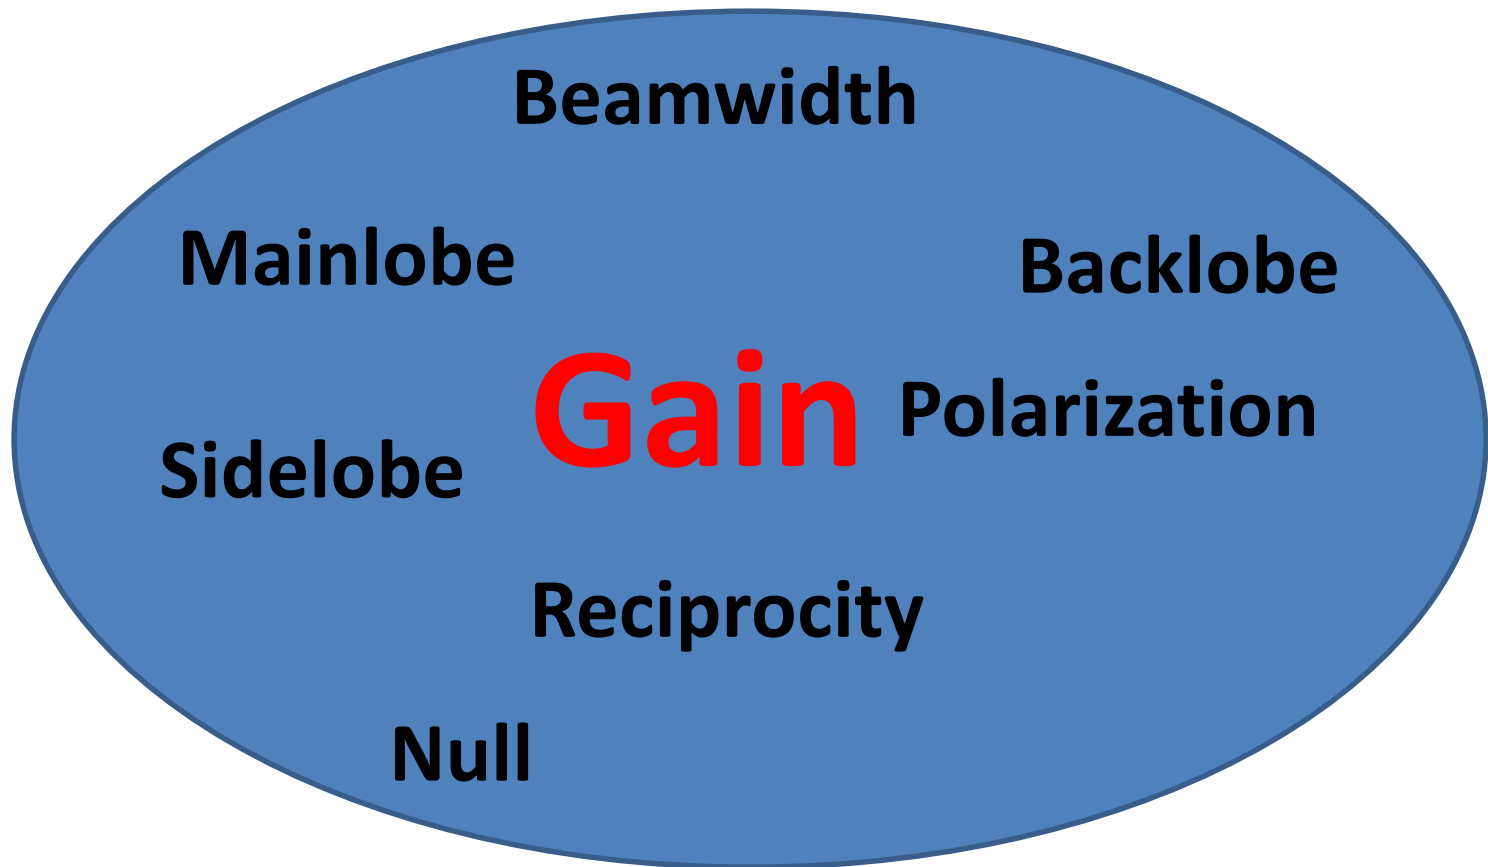 Beamwidth
Mainlobe
Backlobe
Gain
Polarization
Sidelobe
Reciprocity
Null